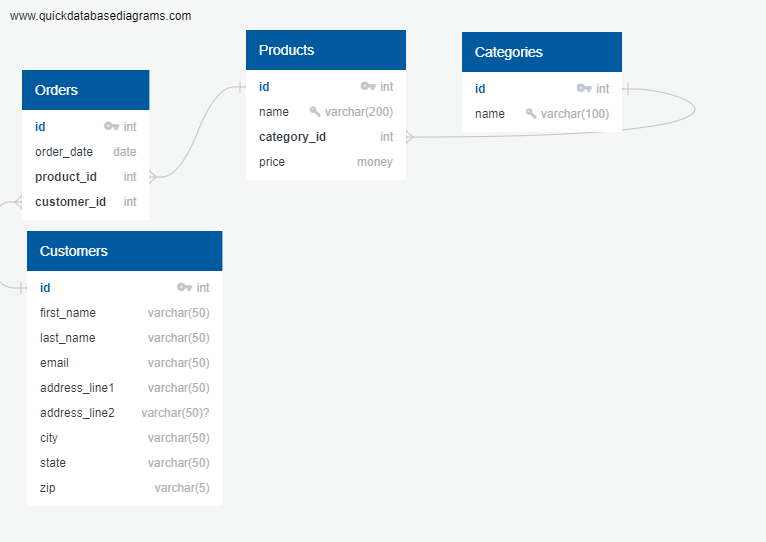 www.quickdatabasediagrams.com
Orders
id int
order_date date
product_id int
customer_id int
Products
id int
name varchar(200)
category_id int
price money
Categories
id int
name varchar(100)
Customers
id int
first_name varchar(50)
last_name varchar(50)
email varchar(50)
address_line1 varchar(50)
address_line2 varchar(50)?
city varchar(50)
state varchar(50)
zip varchar(5)